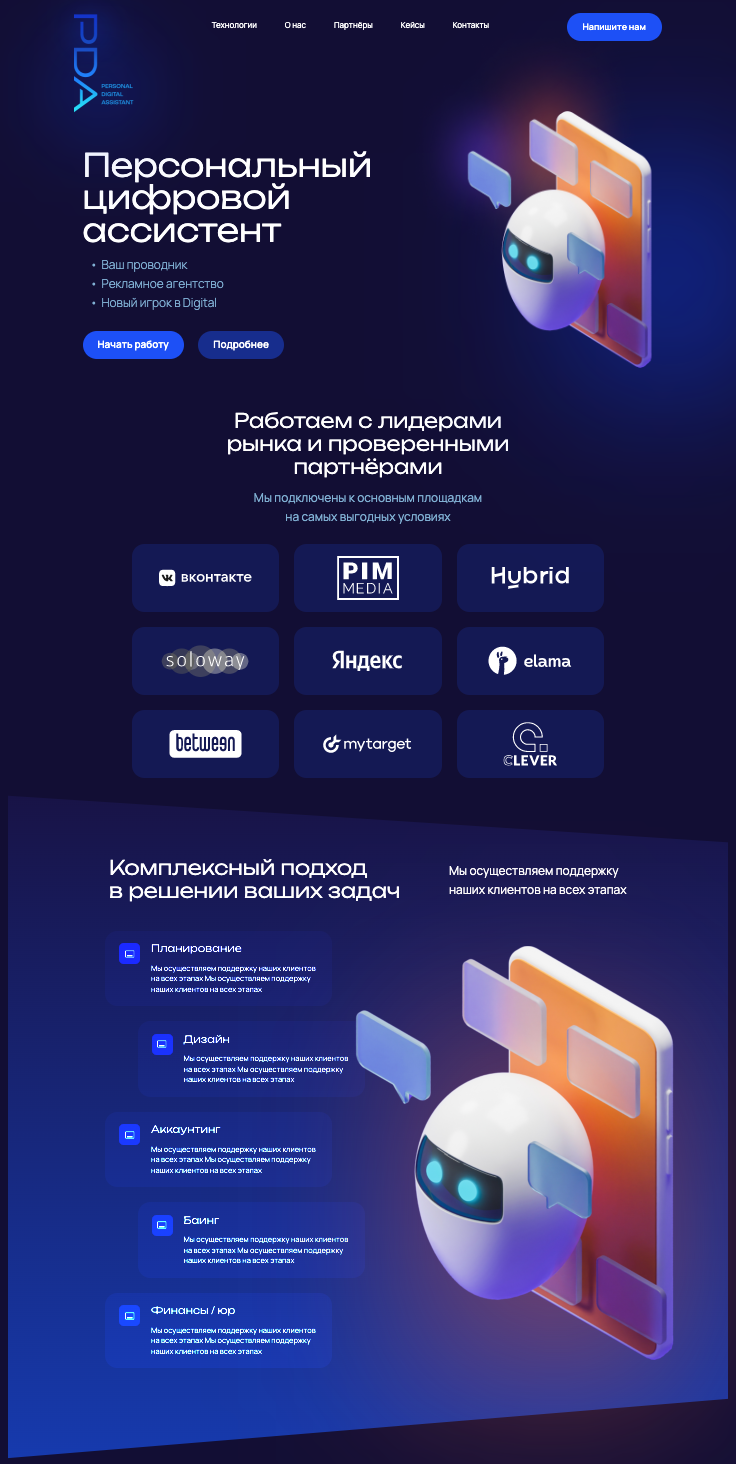 PDA
PERSONAL
DIGITAL
ASSISTANT
Технологии
О нас
Партнёры
Кейсы
Контакты
Напишите нам
Персональный
цифровой
ассистент
• Ваш проводник
• Рекламное агентство
• Новый игрок в Digital
Начать работу
Подробнее
Работаем с лидерами
рынка и проверенными
партнёрами
Мы подключены к основным площадкам
на самых выгодных условиях
вконтакте
PIM
MEDIA
Hybrid
soloway
Яндекс
elama
between
mytarget
CLEVER
Комплексный подход
в решении ваших задач
Мы осуществляем поддержку
наших клиентов на всех этапах
Планирование
Мы осуществляем поддержку наших клиентов
на всех этапах Мы осуществляем поддержку
наших клиентов на всех этапах
Дизайн
Мы осуществляем поддержку наших клиентов
на всех этапах Мы осуществляем поддержку
наших клиентов на всех этапах
Аккаунтинг
Мы осуществляем поддержку наших клиентов
на всех этапах Мы осуществляем поддержку
наших клиентов на всех этапах
Баинг
Мы осуществляем поддержку наших клиентов
на всех этапах Мы осуществляем поддержку
наших клиентов на всех этапах
Финансы / юр
Мы осуществляем поддержку наших клиентов
на всех этапах Мы осуществляем поддержку
наших клиентов на всех этапах